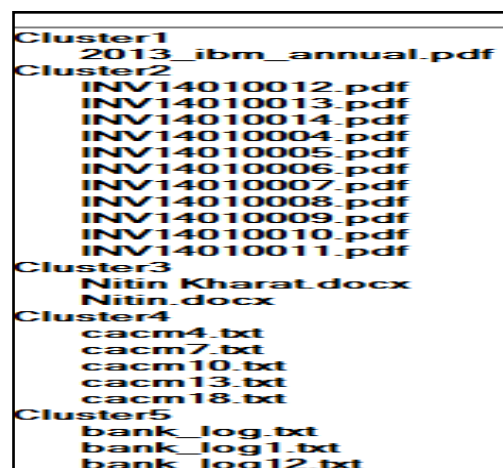 Cluster1
2013_ibm_annual.pdf
Cluster2
INV14010012.pdf
INV14010013.pdf
INV14010014.pdf
INV14010004.pdf
INV14010005.pdf
INV14010006.pdf
INV14010007.pdf
INV14010008.pdf
INV14010009.pdf
INV14010010.pdf
INV14010011.pdf
Cluster3
Nitin Kharat.docx
Nitin.docx
Cluster4
cacm4.txt
cacm7.txt
cacm10.txt
cacm13.txt
cacm18.txt
Cluster5
bank_log.txt
bank_log1.txt
bank_log12.txt